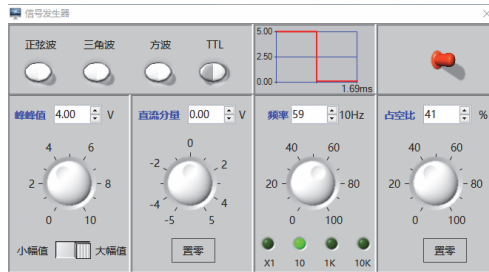 信号发生器
正弦波 三角波 方波 TTL
5.00
2.50
0.00
1.69ms
峰峰值 4.00 V
直流分量 0.00 V
频率 59 10Hz
占空比 41 %
4 6
2 8
0 10
小幅值 大幅值
0
-2 2
-4 4
-5 5
置零
40 60
20 80
0 100
X1 10 1K 10K
40 60
20 80
0 100
置零